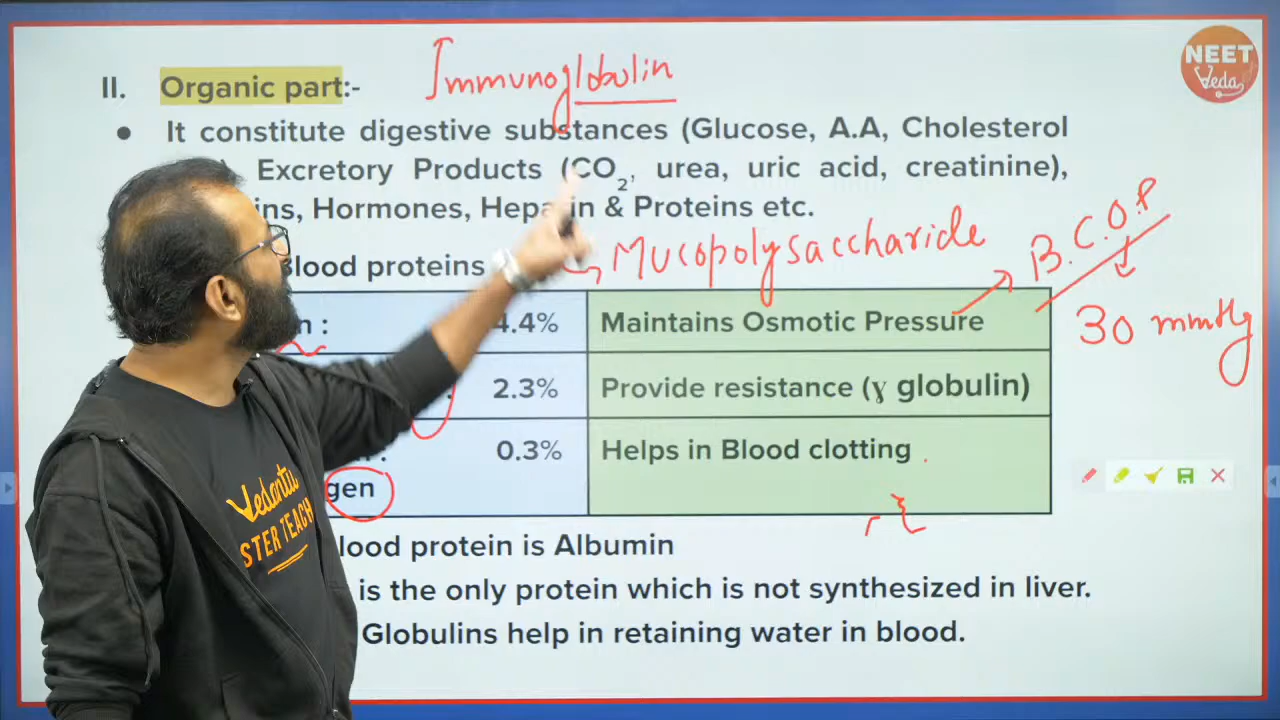 Immunoglobulin
NEET
Veda
II. Organic part:-
• It constitute digestive substances (Glucose, A.A, Cholesterol
Excretory Products (CO2, urea, uric acid, creatinine),
ins, Hormones, Heparin & Proteins etc.
Blood proteins
Mucopolysaccharide
B.C.O.P
30 mmHg
n : 4.4% Maintains Osmotic Pressure
2.3% Provide resistance (ɣ globulin)
0.3% Helps in Blood clotting
gen
lood protein is Albumin
is the only protein which is not synthesized in liver.
Globulins help in retaining water in blood.
Vedantu
STER TEACH